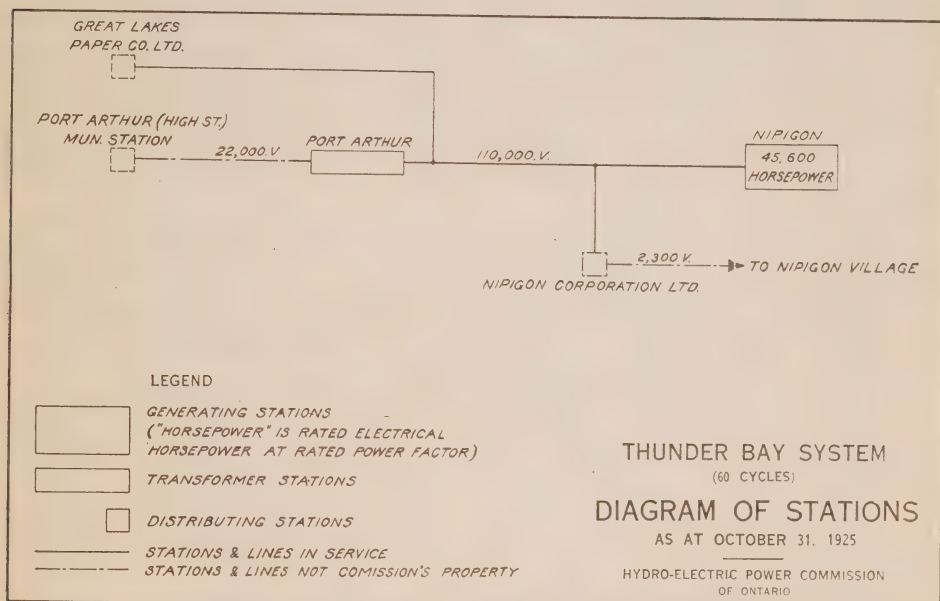 GREAT LAKES
PAPER CO. LTD.
PORT ARTHUR (HIGH ST.)
MUN. STATION
22,000.V
PORT ARTHUR
110,000.V.
NIPIGON
45,600
HORSEPOWER
2,300 V.
TO NIPIGON VILLAGE
NIPIGON CORPORATION LTD.
LEGEND
GENERATING STATIONS
("HORSEPOWER" IS RATED ELECTRICAL
HORSEPOWER AT RATED POWER FACTOR)
TRANSFORMER STATIONS
DISTRIBUTING STATIONS
STATIONS & LINES IN SERVICE
STATIONS & LINES NOT COMISSION'S PROPERTY
THUNDER BAY SYSTEM
(60 CYCLES)
DIAGRAM OF STATIONS
AS AT OCTOBER 31. 1925
HYDRO-ELECTRIC POWER COMMISSION
OF ONTARIO